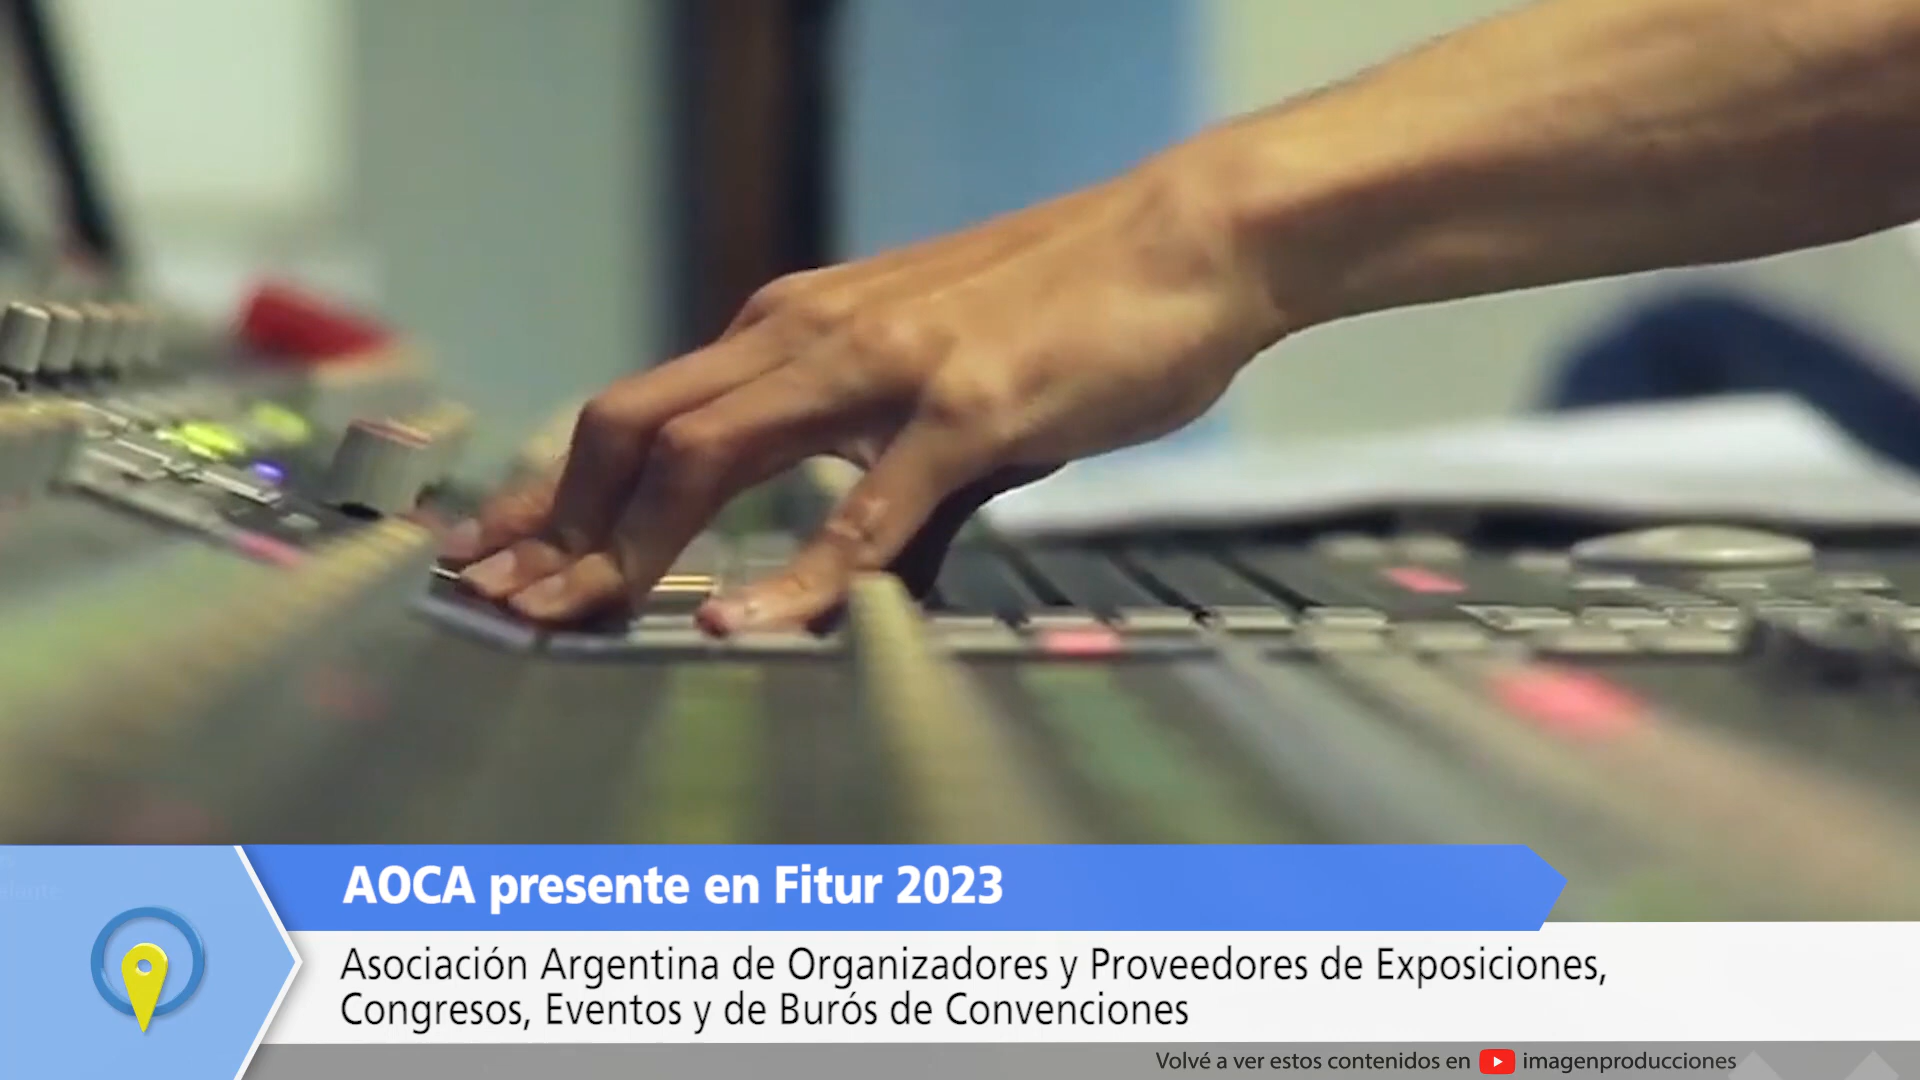 AOCA presente en Fitur 2023
Asociación Argentina de Organizadores y Proveedores de Exposiciones,
Congresos, Eventos y de Burós de Convenciones
Volvé a ver estos contenidos en imagenproducciones